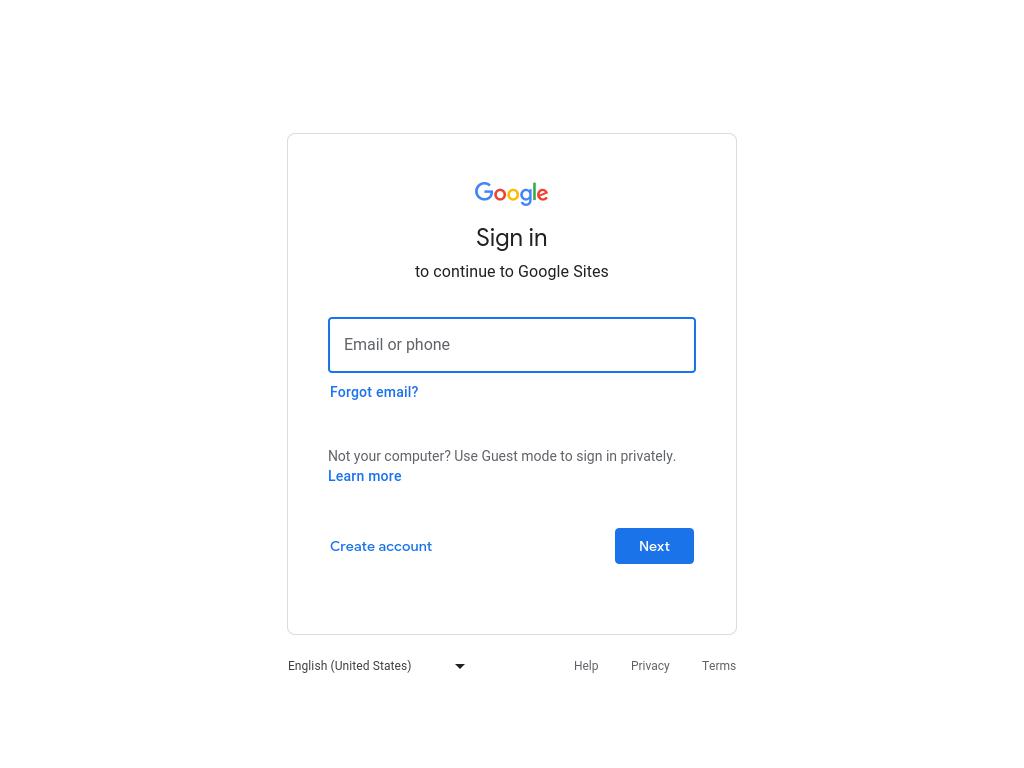 Google
Sign in
to continue to Google Sites
Email or phone
Forgot email?
Not your computer? Use Guest mode to sign in privately.
Learn more
Create account
Next
English (United States)
Help
Privacy
Terms